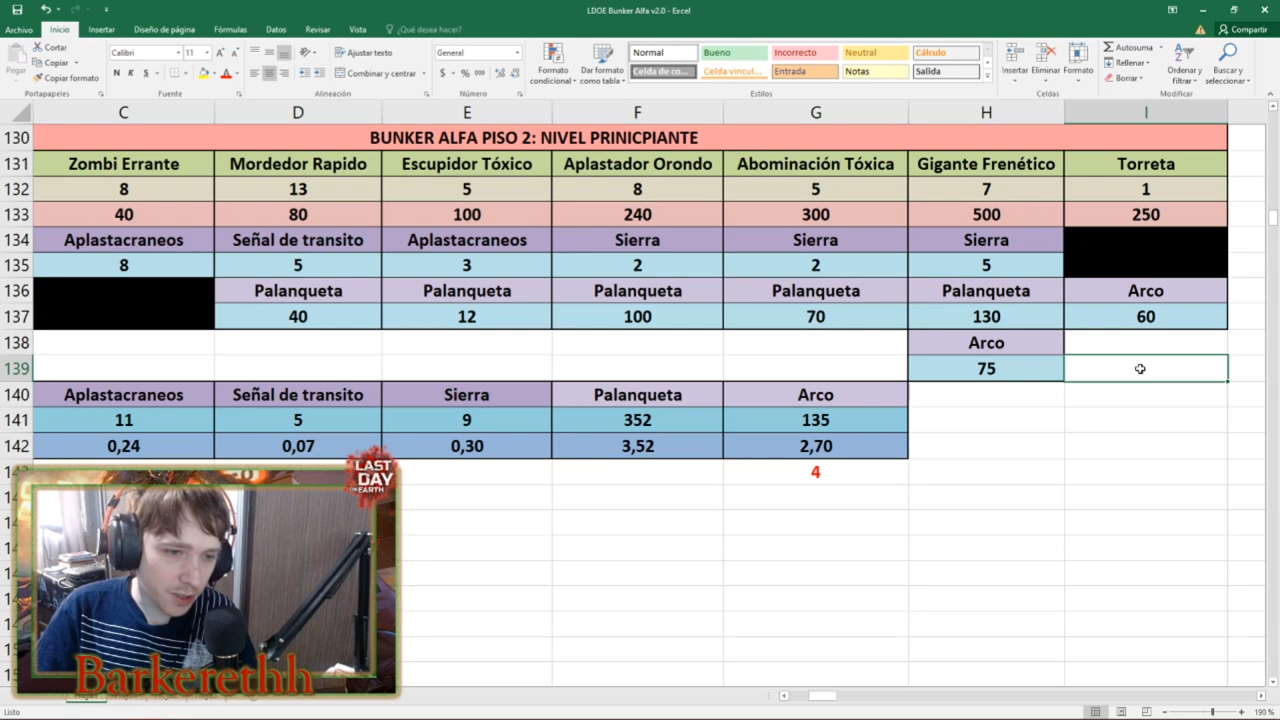 LDOE Bunker Alfa v2.0 - Excel
Archivo Inicio Insertar Diseño de página Fórmulas Datos Revisar Vista ¿Qué desea hacer? Compartir
Pegar Cortar Copiar Copiar formato
Calibri 11 N K S
Ajustar texto
Combinar y centrar
General
$ % 000
Formato condicional
Dar formato como tabla
Normal Bueno Incorrecto Neutral Cálculo
Celda de co... Celda vincul... Entrada Notas Salida
Insertar Eliminar Formato
Autosuma
Rellenar
Borrar
Ordenar y filtrar
Buscar y seleccionar
Portapapeles Fuente Alineación Número Estilos Celdas Modificar
C D E F G H I
130 BUNKER ALFA PISO 2: NIVEL PRINICPIANTE
131 Zombi Errante Mordedor Rapido Escupidor Tóxico Aplastador Orondo Abominación Tóxica Gigante Frenético Torreta
132 8 13 5 8 5 7 1
133 40 80 100 240 300 500 250
134 Aplastacraneos Señal de transito Aplastacraneos Sierra Sierra Sierra
135 8 5 3 2 2 5
136 Palanqueta Palanqueta Palanqueta Palanqueta Palanqueta Arco
137 40 12 100 70 130 60
138 Arco
139 75
140 Aplastacraneos Señal de transito Sierra Palanqueta Arco
141 11 5 9 352 135
142 0,24 0,07 0,30 3,52 2,70
4
LAST DAY ON EARTH
Barkerethh
Listo
190 %